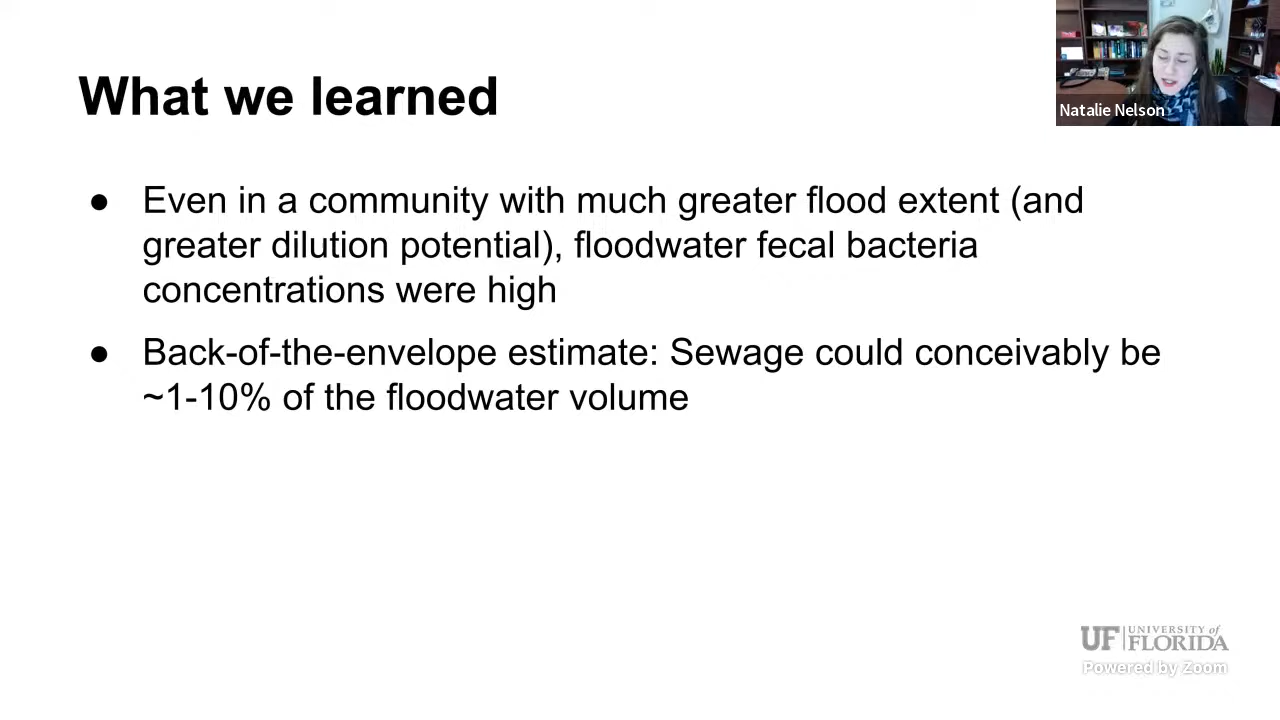 What we learned
Natalie Nelson
● Even in a community with much greater flood extent (and
greater dilution potential), floodwater fecal bacteria
concentrations were high
● Back-of-the-envelope estimate: Sewage could conceivably be
~1-10% of the floodwater volume
UF UNIVERSITY of
FLORIDA
Powered by Zoom